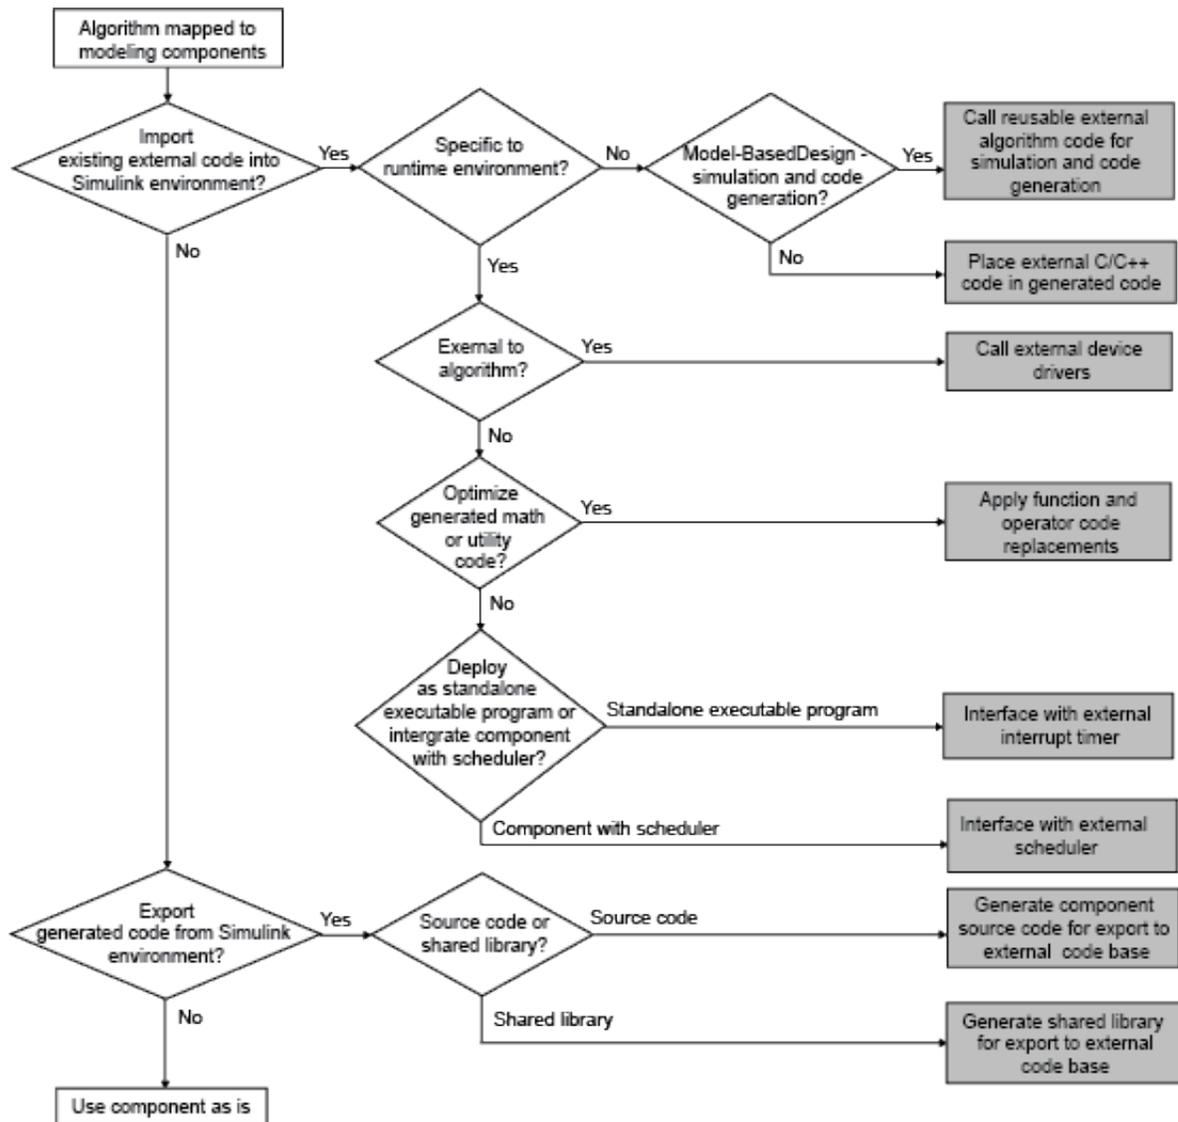 Algorithm mapped to
modeling components
Import
existing external code into
Simulink environment?
Yes
Specific to
runtime environment?
No
Model-BasedDesign -
simulation and code
generation?
Yes
Call reusable external
algorithm code for
simulation and code
generation
No
Yes
No
Place external C/C++
code in generated code
Exernal to
algorithm?
Yes
Call external device
drivers
No
Optimize
generated math
or utility
code?
Yes
Apply function and
operator code
replacements
No
Deploy
as standalone
executable program or
intergrate component
with scheduler?
Standalone executable program
Interface with external
interrupt timer
Component with scheduler
Interface with external
scheduler
Export
generated code from Simulink
environment?
Yes
Source code or
shared library?
Source code
Generate component
source code for export to
external code base
No
Shared library
Generate shared library
for export to external
code base
Use component as is